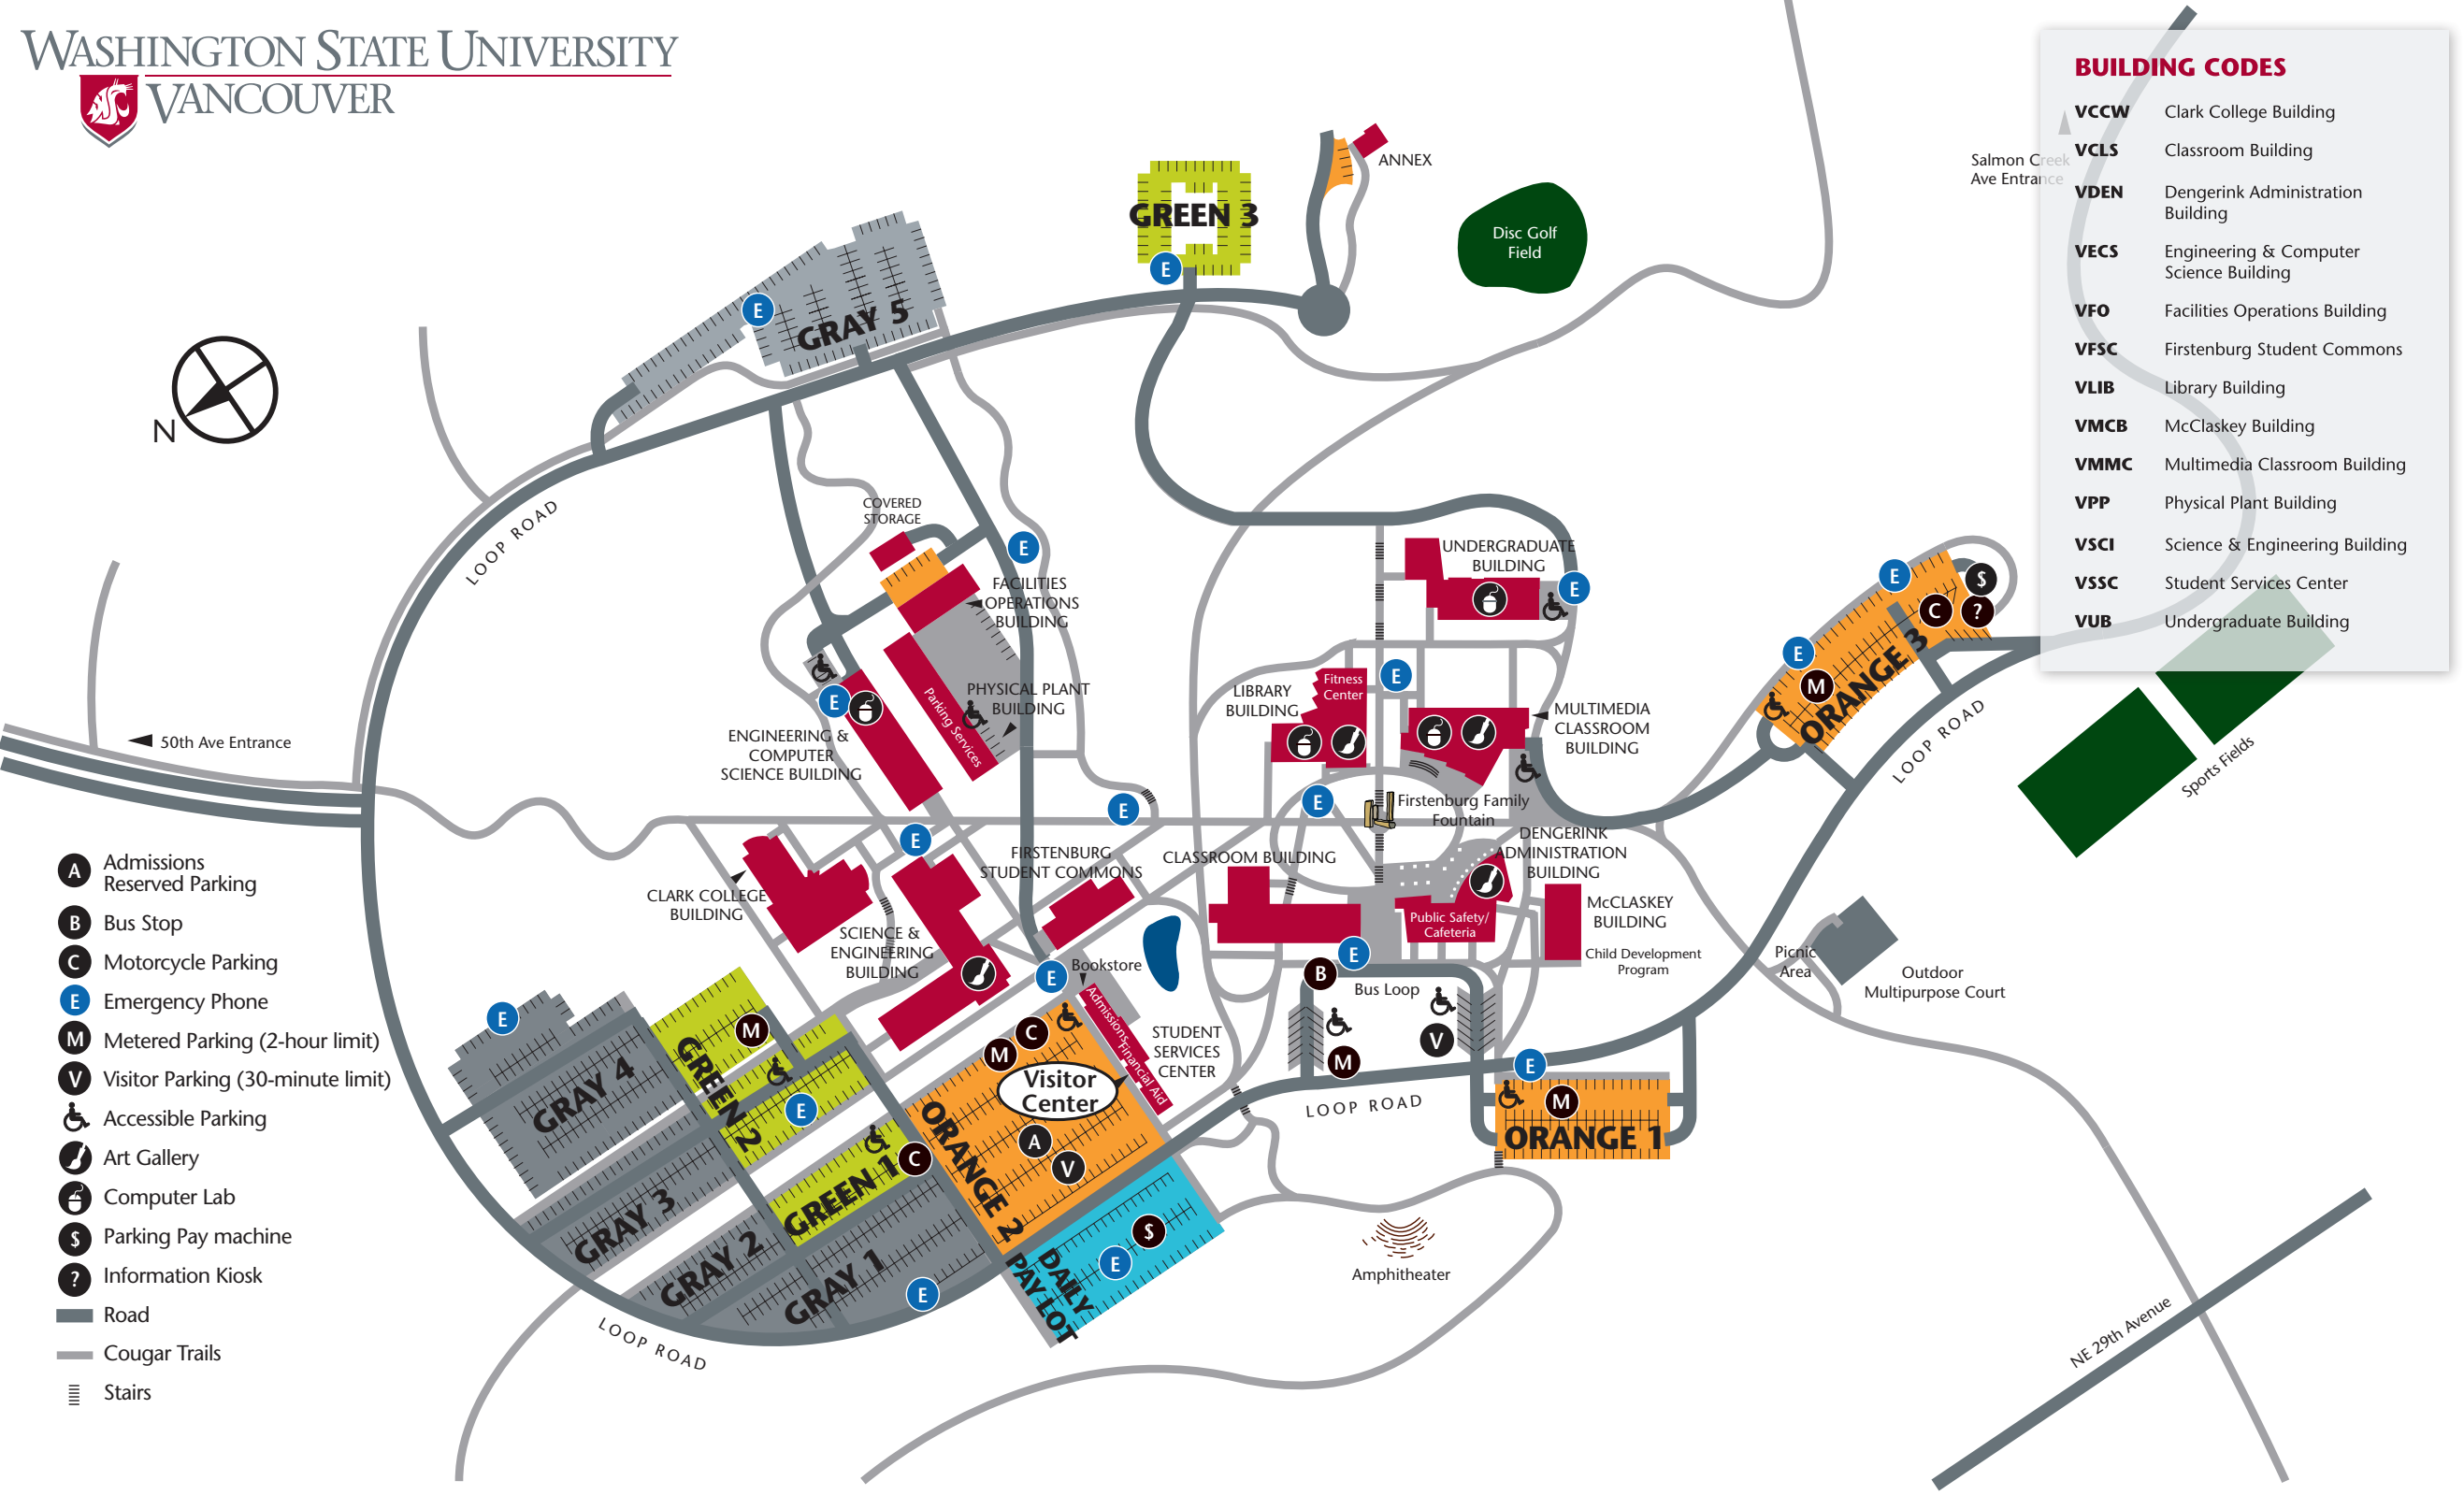 WASHINGTON STATE UNIVERSITY
VANCOUVER
BUILDING CODES
VCCW Clark College Building
VCLS Classroom Building
VDEN Dengerink Administration
Building
VECS Engineering & Computer
Science Building
VFO Facilities Operations Building
VFSC Firstenburg Student Commons
VLIB Library Building
VMCB McClaskey Building
VMMC Multimedia Classroom Building
VPP Physical Plant Building
VSCI Science & Engineering Building
VSSC Student Services Center
VUB Undergraduate Building
Salmon Creek
Ave Entrance
ANNEX
GREEN 3
E
Disc Golf
Field
E
GRAY 5
N
LOOP ROAD
COVERED
STORAGE
E
FACILITIES
OPERATIONS
BUILDING
UNDERGRADUATE
BUILDING
E
E
$
C
?
E
M
ORANGE 3
LOOP ROAD
Sports Fields
PHYSICAL PLANT
BUILDING
Parking Services
E
ENGINEERING &
COMPUTER
SCIENCE BUILDING
LIBRARY
BUILDING
Fitness
Center
E
MULTIMEDIA
CLASSROOM
BUILDING
50th Ave Entrance
E
E
E
Firstenburg Family
Fountain
DENGERINK
ADMINISTRATION
BUILDING
FIRSTENBURG
STUDENT COMMONS
CLASSROOM BUILDING
CLARK COLLEGE
BUILDING
SCIENCE &
ENGINEERING
BUILDING
Public Safety/
Cafeteria
McCLASKEY
BUILDING
Child Development
Program
Picnic
Area
Outdoor
Multipurpose Court
E
Bookstore
E
B
Bus Loop
Admissions
Financial Aid
STUDENT
SERVICES
CENTER
V
M
E
LOOP ROAD
M
ORANGE 1
E
GRAY 4
M
GREEN 2
E
C
M
Visitor
Center
A
V
ORANGE 2
GREEN 1
C
GRAY 3
GRAY 2
GRAY 1
E
DAILY
PAY LOT
$
E
Amphitheater
LOOP ROAD
NE 29th Avenue
A Admissions
Reserved Parking
B Bus Stop
C Motorcycle Parking
E Emergency Phone
M Metered Parking (2-hour limit)
V Visitor Parking (30-minute limit)
Accessible Parking
Art Gallery
Computer Lab
$ Parking Pay machine
? Information Kiosk
Road
Cougar Trails
Stairs